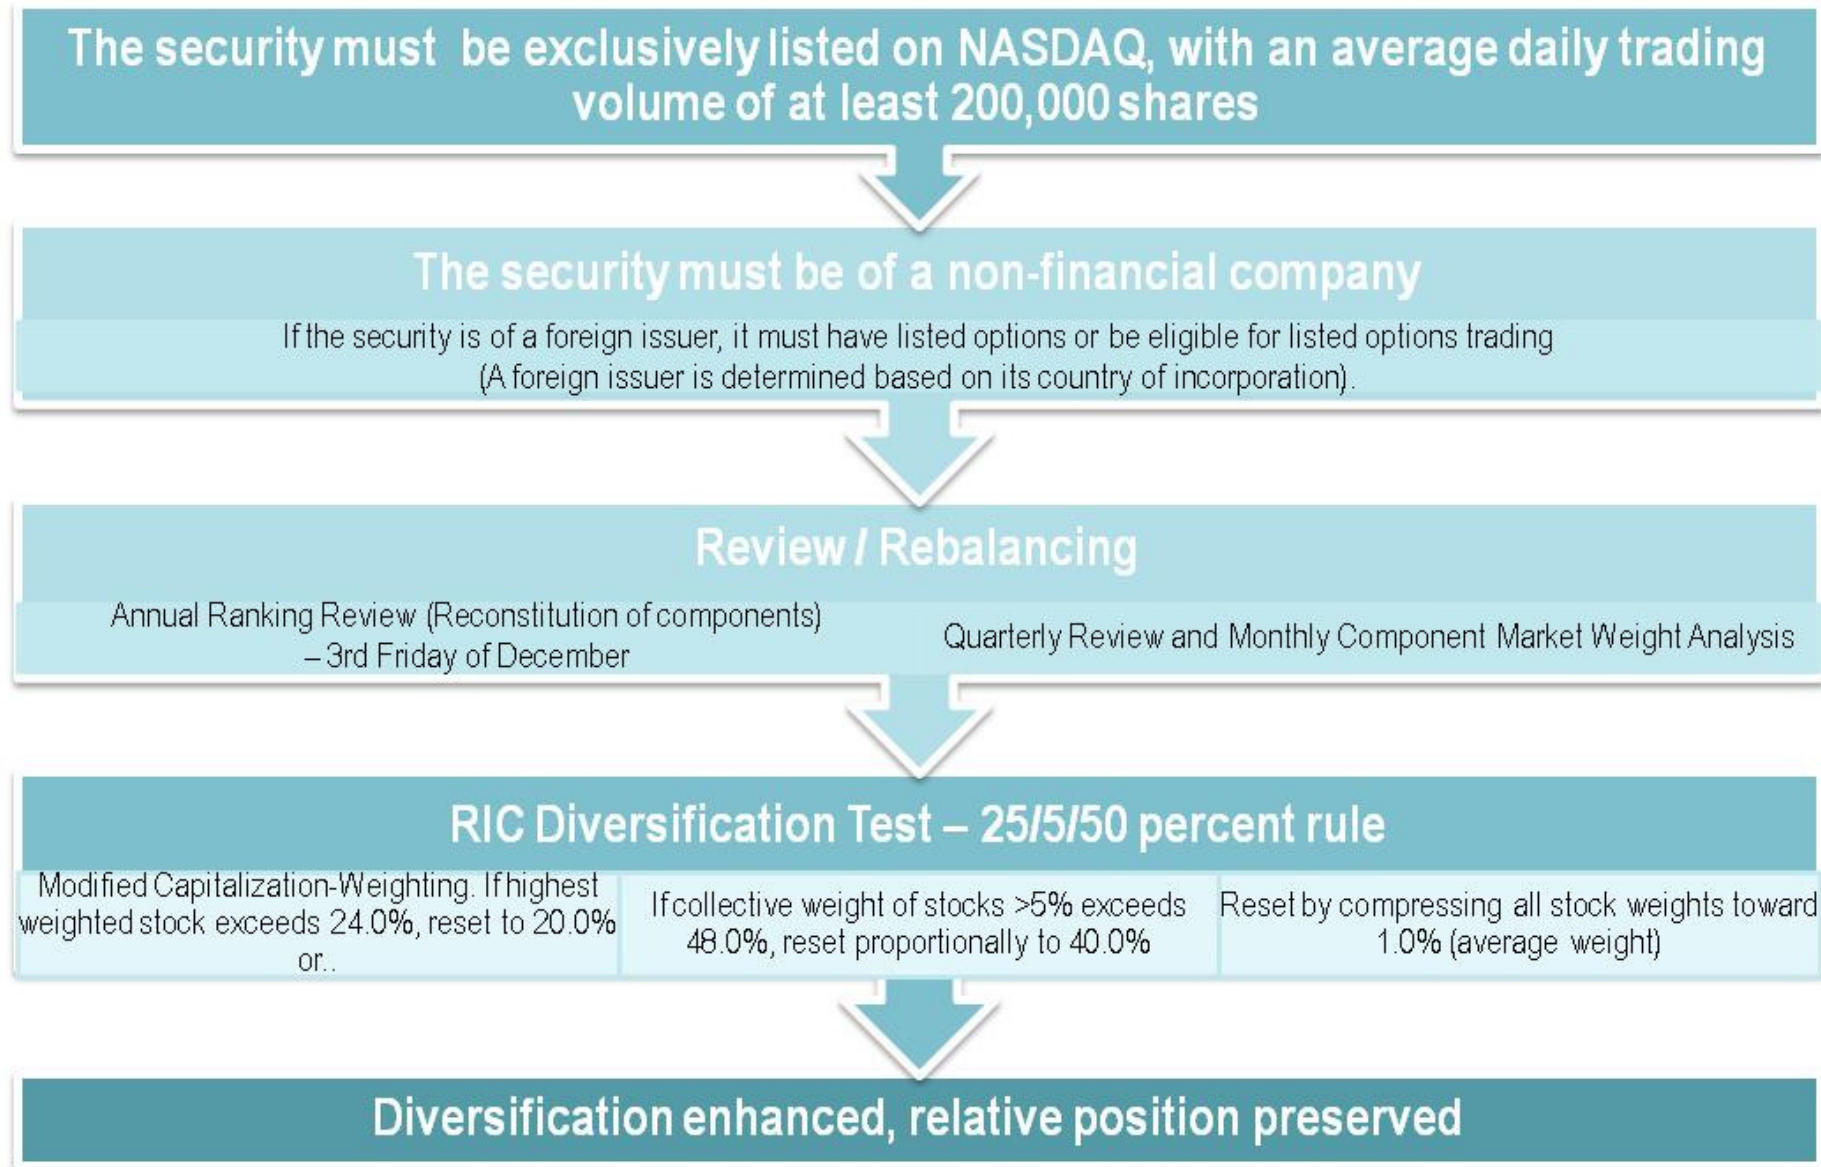 The security must be exclusively listed on NASDAQ, with an average daily trading
volume of at least 200,000 shares
The security must be of a non-financial company
If the security is of a foreign issuer, it must have listed options or be eligible for listed options trading
(A foreign issuer is determined based on its country of incorporation).
Review / Rebalancing
Annual Ranking Review (Reconstitution of components)
– 3rd Friday of December
Quarterly Review and Monthly Component Market Weight Analysis
RIC Diversification Test – 25/5/50 percent rule
Modified Capitalization-Weighting. If highest
weighted stock exceeds 24.0%, reset to 20.0%
or..
If collective weight of stocks >5% exceeds
48.0%, reset proportionally to 40.0%
Reset by compressing all stock weights toward
1.0% (average weight)
Diversification enhanced, relative position preserved